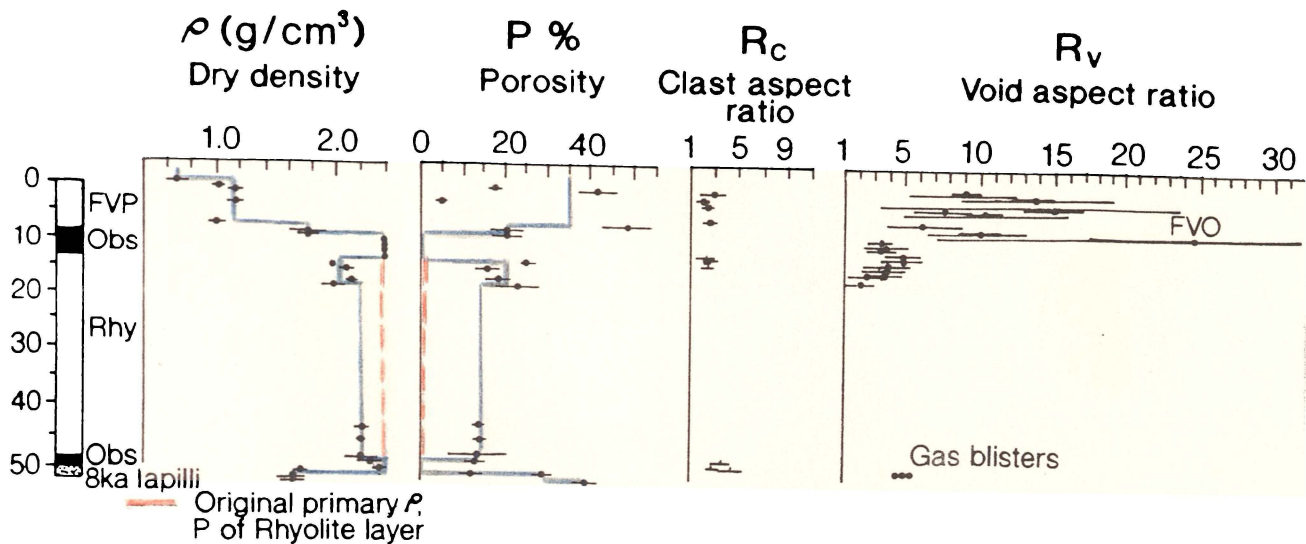 ρ (g/cm³)
Dry density
P %
Porosity
Rc
Clast aspect
ratio
Rv
Void aspect ratio
1.0 2.0
0 20 40
1 5 9
1 5 10 15 20 25 30
0
10
20
30
40
50
FVP
Obs
Rhy
Obs
8ka lapilli
FVO
Gas blisters
Original primary ρ,
P of Rhyolite layer